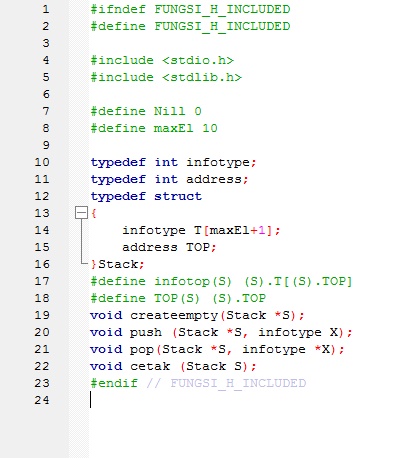 1 #ifndef FUNGSI_H_INCLUDED
2 #define FUNGSI_H_INCLUDED
3
4 #include <stdio.h>
5 #include <stdlib.h>
6
7 #define Nill 0
8 #define maxEl 10
9
10 typedef int infotype;
11 typedef int address;
12 typedef struct
13 {
14     infotype T[maxEl+1];
15     address TOP;
16 }Stack;
17 #define infotop(S) (S).T[(S).TOP]
18 #define TOP(S) (S).TOP
19 void createempty(Stack *S);
20 void push (Stack *S, infotype X);
21 void pop(Stack *S, infotype *X);
22 void cetak (Stack S);
23 #endif // FUNGSI_H_INCLUDED
24